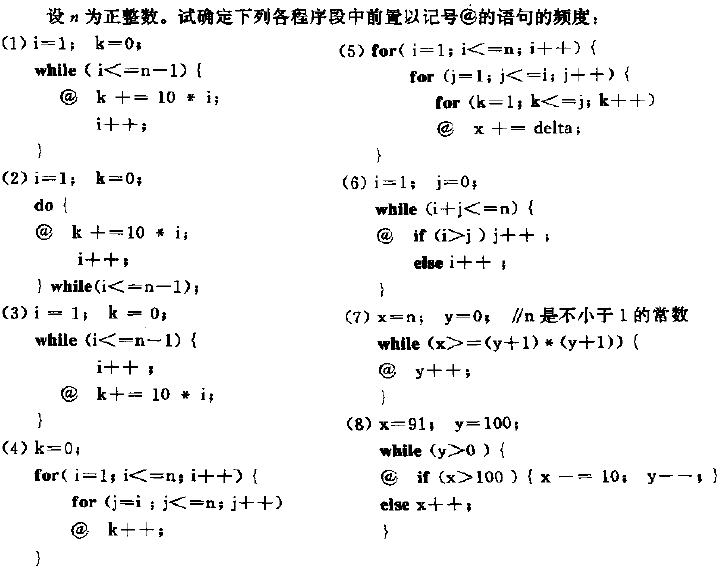 设 n 为正整数。试确定下列各程序段中前置以记号@的语句的频度：
(1) i=1; k=0;
while ( i<=n-1) {
@ k += 10 * i;
i++;
}
(2) i=1; k=0;
do {
@ k +=10 * i;
i++;
} while(i<=n-1);
(3) i = 1; k = 0;
while (i<=n-1) {
i++ ;
@ k+= 10 * i;
}
(4) k=0;
for( i=1; i<=n; i++) {
for (j=i ; j<=n; j++)
@ k++;
}
(5) for( i=1; i<=n; i++) {
for (j=1; j<=i; j++) {
for (k=1; k<=j; k++)
@ x += delta;
}
(6) i=1; j=0;
while (i+j<=n) {
@ if (i>j ) j++ ;
else i++ ;
}
(7) x=n; y=0; //n 是不小于 1 的常数
while (x>=(y+1) * (y+1)) {
@ y++;
}
(8) x=91; y=100;
while (y>0 ) {
@ if (x>100 ) { x -= 10; y--; }
else x++;
}